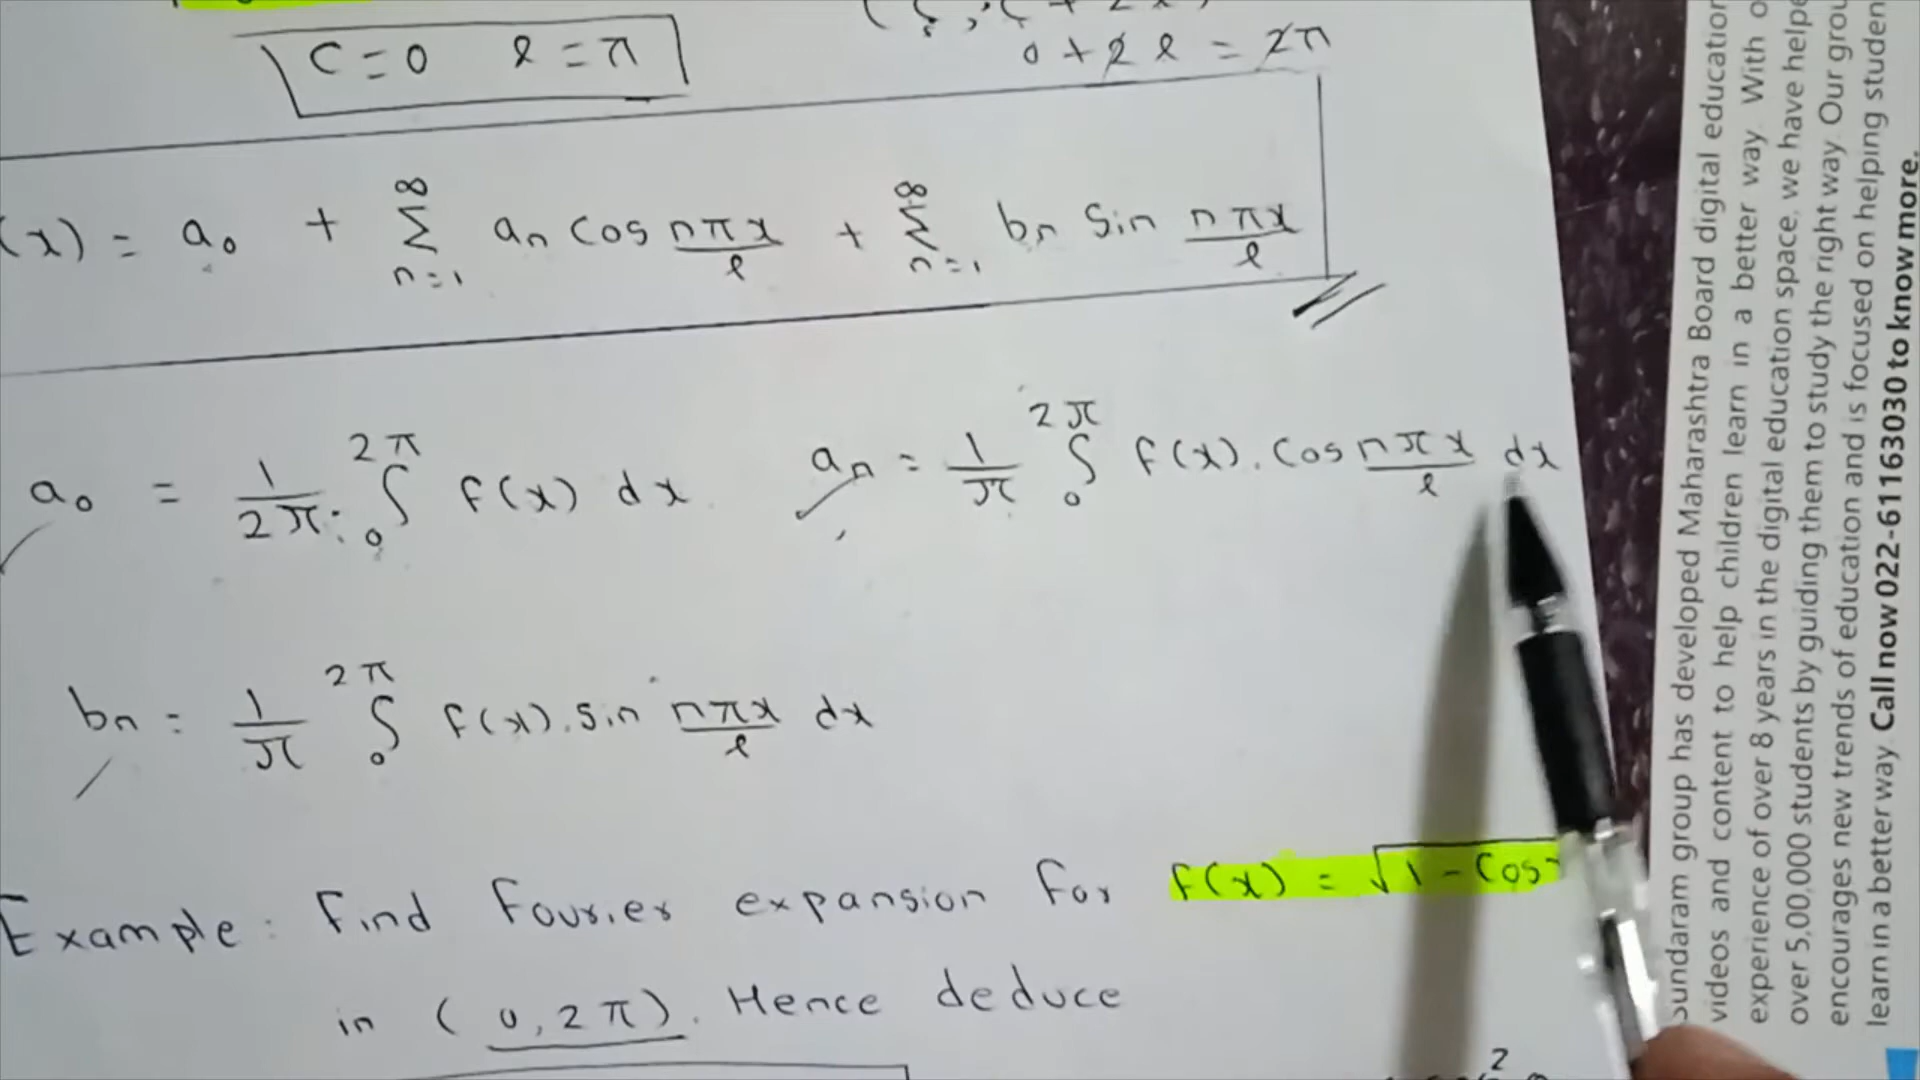 c = 0 l = π
0 + 2 l = 2π
(x) = a₀ + ∞ Σ n=1 aₙ cos nπx/l + ∞ Σ n=1 bₙ sin nπx/l
a₀ = 1/2π ∫₀^2π f(x) dx
aₙ = 1/π ∫₀^2π f(x). cos nπx/l dx
bₙ = 1/π ∫₀^2π f(x). sin nπx/l dx
Example: Find Fourier expansion for f(x) = √1 - cos
in (0, 2π). Hence deduce
2
Sundaram group has developed Maharashtra Board digital education
videos and content to help children learn in a better way. With
experience of over 8 years in the digital education space, we have helpe
over 5,00,000 students by guiding them to study the right way. Our grou
encourages new trends of education and is focused on helping studen
learn in a better way. Call now 022-61163030 to know more.